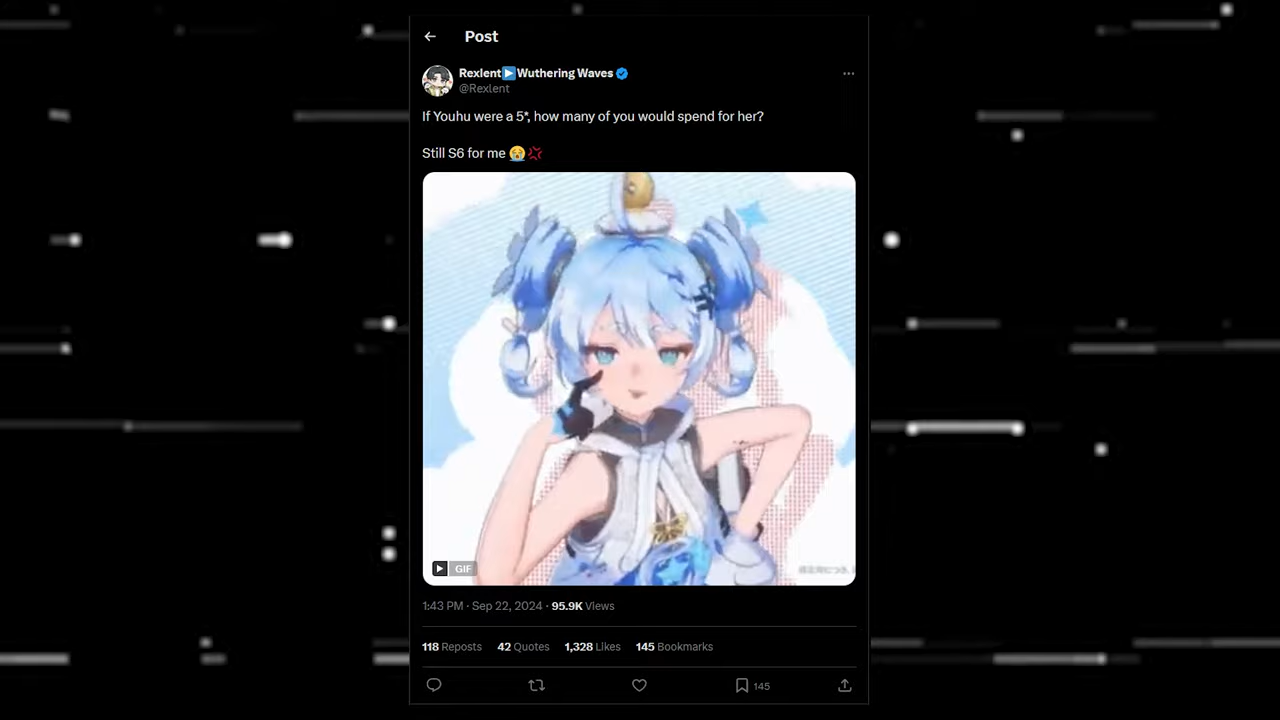 Post
Rexlent▶Wuthering Waves
@Rexlent
If Youhu were a 5*, how many of you would spend for her?
Still S6 for me 😭💢
GIF
1:43 PM · Sep 22, 2024 · 95.9K Views
118 Reposts 42 Quotes 1,328 Likes 145 Bookmarks
145